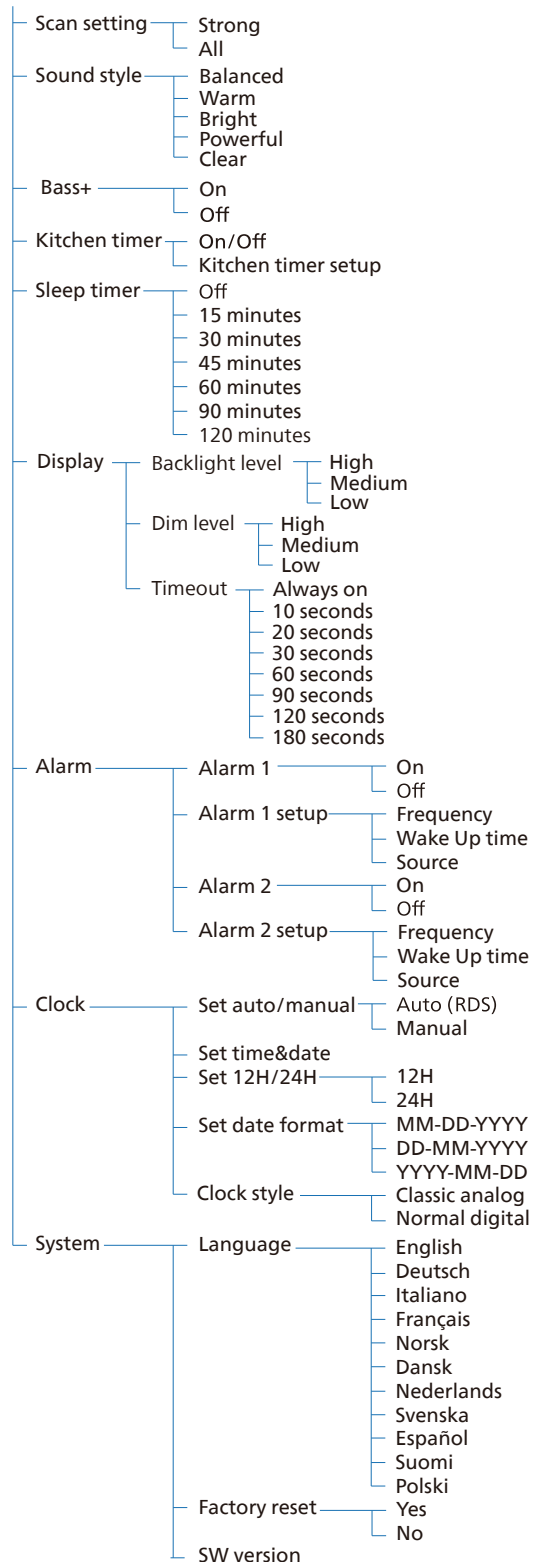 Scan setting Strong
All
Sound style Balanced
Warm
Bright
Powerful
Clear
Bass+ On
Off
Kitchen timer On/Off
Kitchen timer setup
Sleep timer Off
15 minutes
30 minutes
45 minutes
60 minutes
90 minutes
120 minutes
Display Backlight level High
Medium
Low
Dim level High
Medium
Low
Timeout Always on
10 seconds
20 seconds
30 seconds
60 seconds
90 seconds
120 seconds
180 seconds
Alarm Alarm 1 On
Off
Alarm 1 setup Frequency
Wake Up time
Source
Alarm 2 On
Off
Alarm 2 setup Frequency
Wake Up time
Source
Clock Set auto/manual Auto (RDS)
Manual
Set time&date
Set 12H/24H 12H
24H
Set date format MM-DD-YYYY
DD-MM-YYYY
YYYY-MM-DD
Clock style Classic analog
Normal digital
System Language English
Deutsch
Italiano
Français
Norsk
Dansk
Nederlands
Svenska
Español
Suomi
Polski
Factory reset Yes
No
SW version